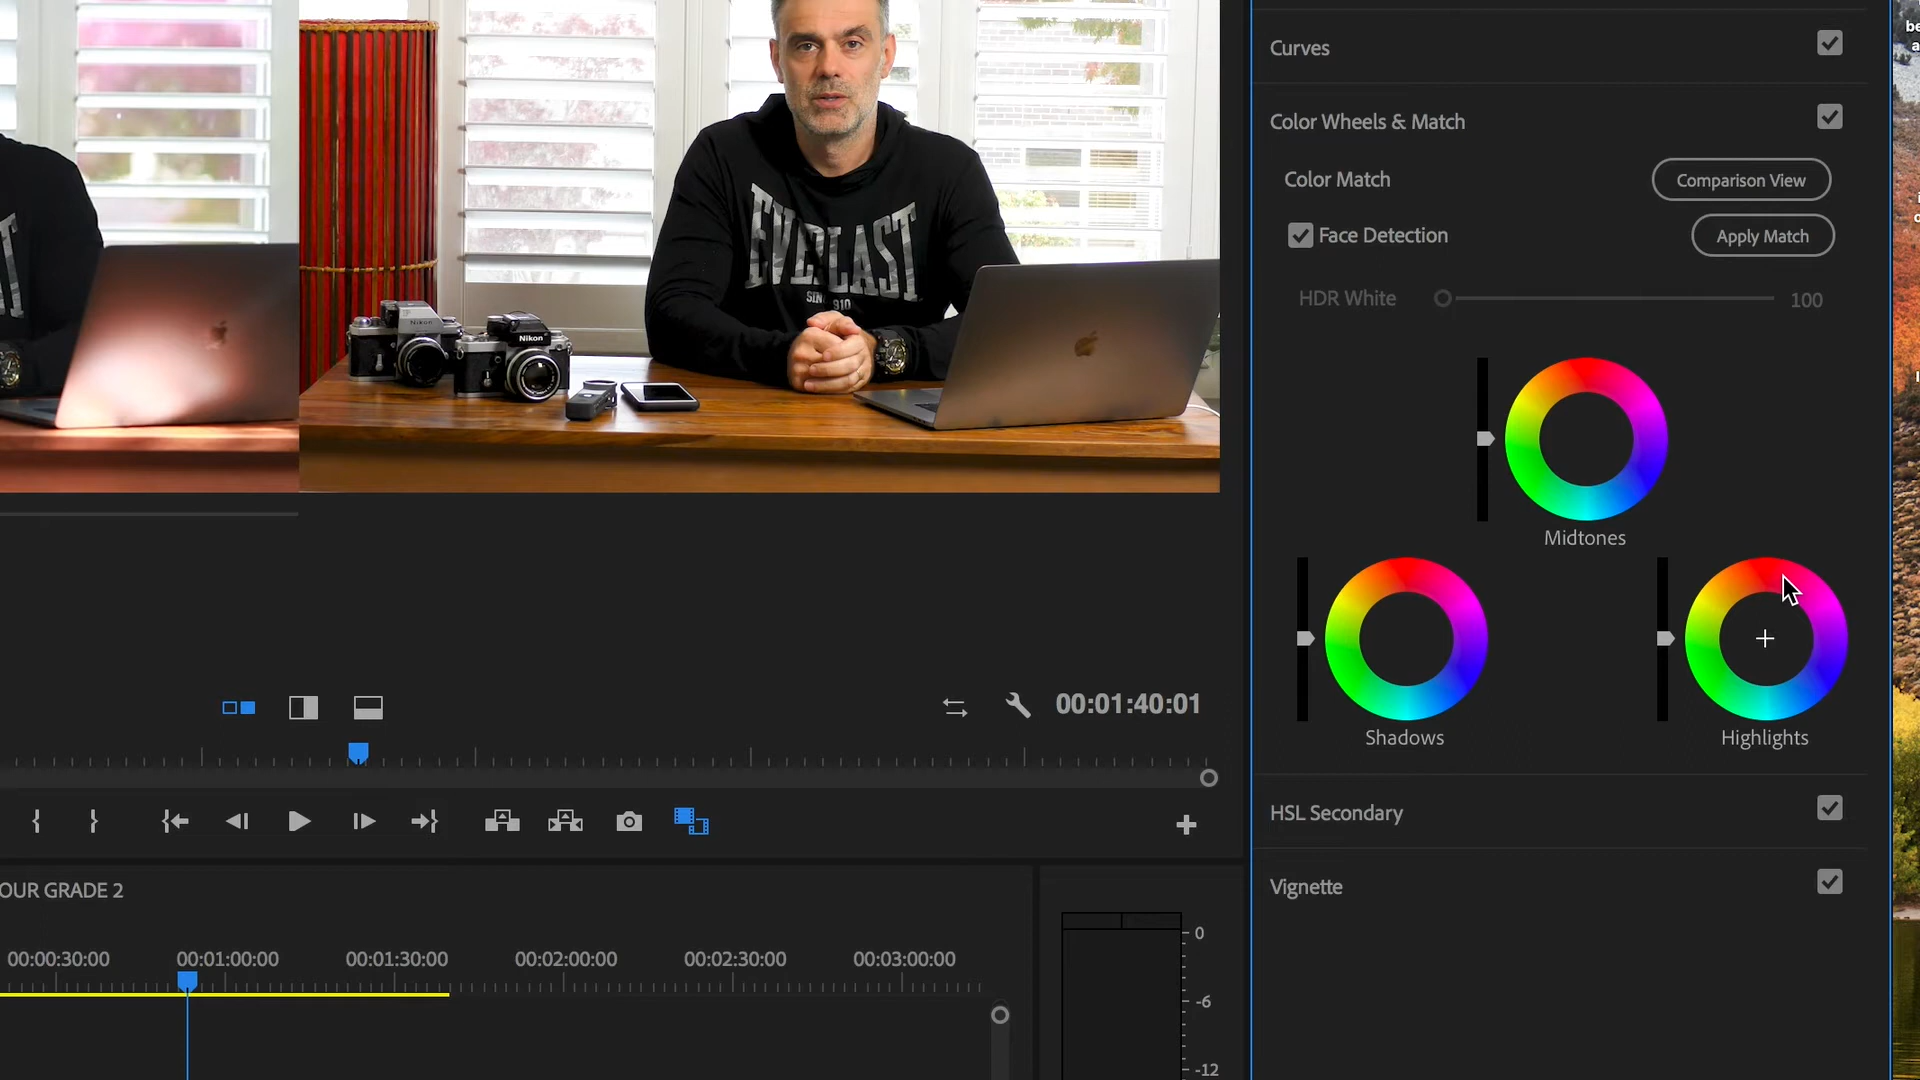 Curves
Color Wheels & Match
Color Match
Comparison View
Face Detection
Apply Match
HDR White
100
EVERLAST
Nikon
Nikon
Midtones
Shadows
Highlights
00:01:40:01
HSL Secondary
Vignette
OUR GRADE 2
00:00:30:00
00:01:00:00
00:01:30:00
00:02:00:00
00:02:30:00
00:03:00:00
0
-6
-12